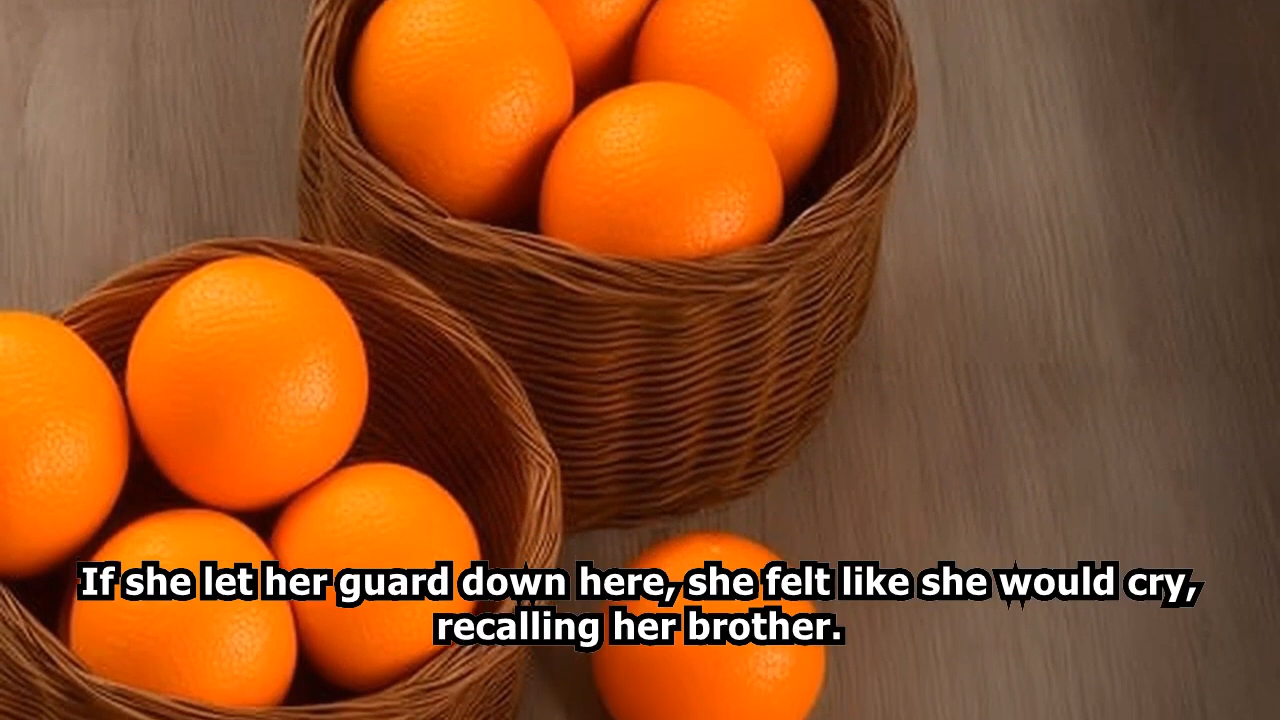 If she let her guard down here, she felt like she would cry,
recalling her brother.